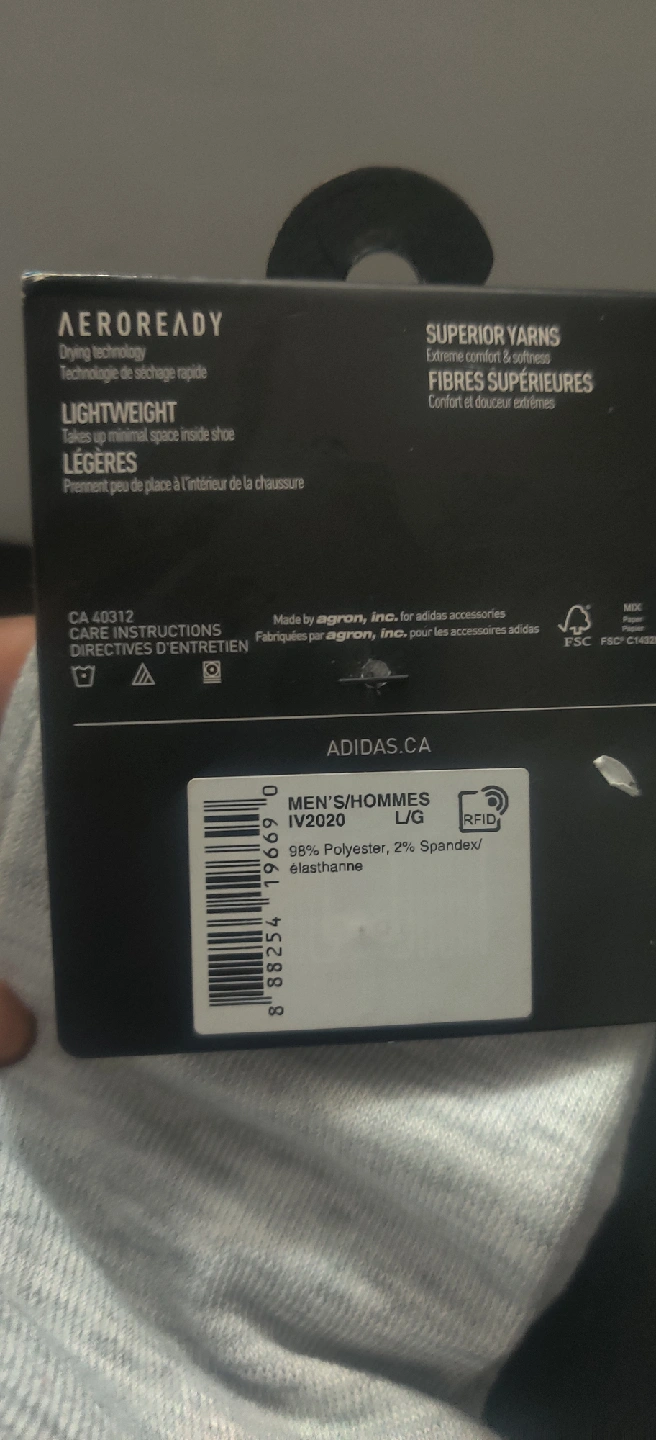 AEROREADY
Drying technology
Technologie de séchage rapide
LIGHTWEIGHT
Takes up minimal space inside shoe
LÉGÈRES
Prennent peu de place à l'intérieur de la chaussure
SUPERIOR YARNS
Extreme comfort & softness
FIBRES SUPÉRIEURES
Confort et douceur extrêmes
CA 40312
CARE INSTRUCTIONS
DIRECTIVES D'ENTRETIEN
Made by agron, inc. for adidas accessories
Fabriquées par agron, inc. pour les accessoires adidas
FSC
MIX
Paper
Papier
ADIDAS.CA
MEN'S/HOMMES
IV2020 L/G
RFID
98% Polyester, 2% Spandex/
élasthanne
8 88254 19669 0